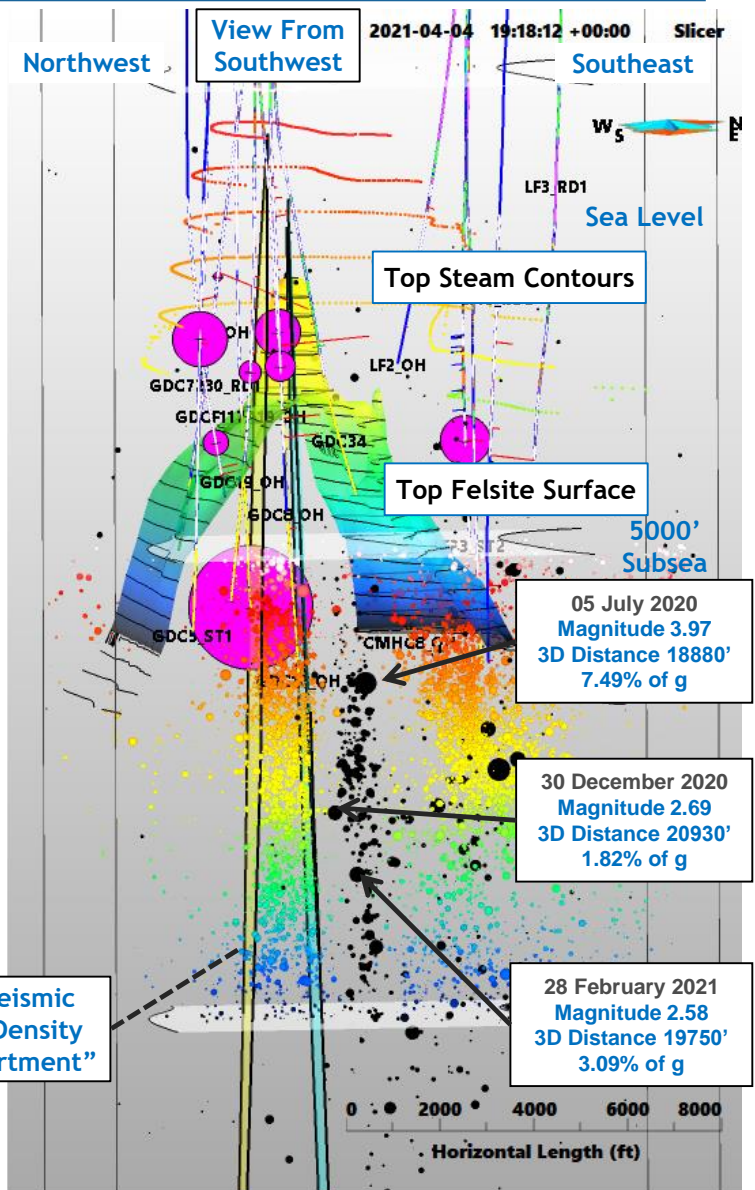 View From
Southwest
2021-04-04 19:18:12 +00:00 Slicer
Northwest
Southeast
W S
N E
LF3_RD1
Sea Level
Top Steam Contours
OH
LF2_OH
GDC34
Top Felsite Surface
GDC8_OH
5000'
Subsea
GDC5_ST1
05 July 2020
Magnitude 3.97
3D Distance 18880'
7.49% of g
30 December 2020
Magnitude 2.69
3D Distance 20930'
1.82% of g
eismic
Density
rtment”
28 February 2021
Magnitude 2.58
3D Distance 19750'
3.09% of g
0 2000 4000 6000 8000
Horizontal Length (ft)